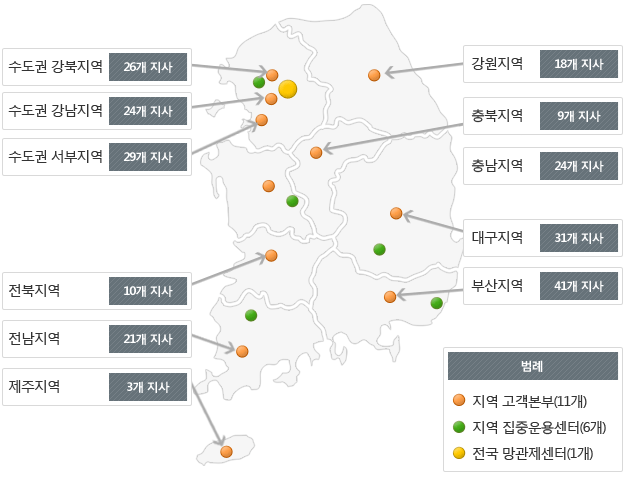 수도권 강북지역 26개 지사
수도권 강남지역 24개 지사
수도권 서부지역 29개 지사
전북지역 10개 지사
전남지역 21개 지사
제주지역 3개 지사
강원지역 18개 지사
충북지역 9개 지사
충남지역 24개 지사
대구지역 31개 지사
부산지역 41개 지사
범례
지역 고객본부(11개)
지역 집중운용센터(6개)
전국 망관제센터(1개)